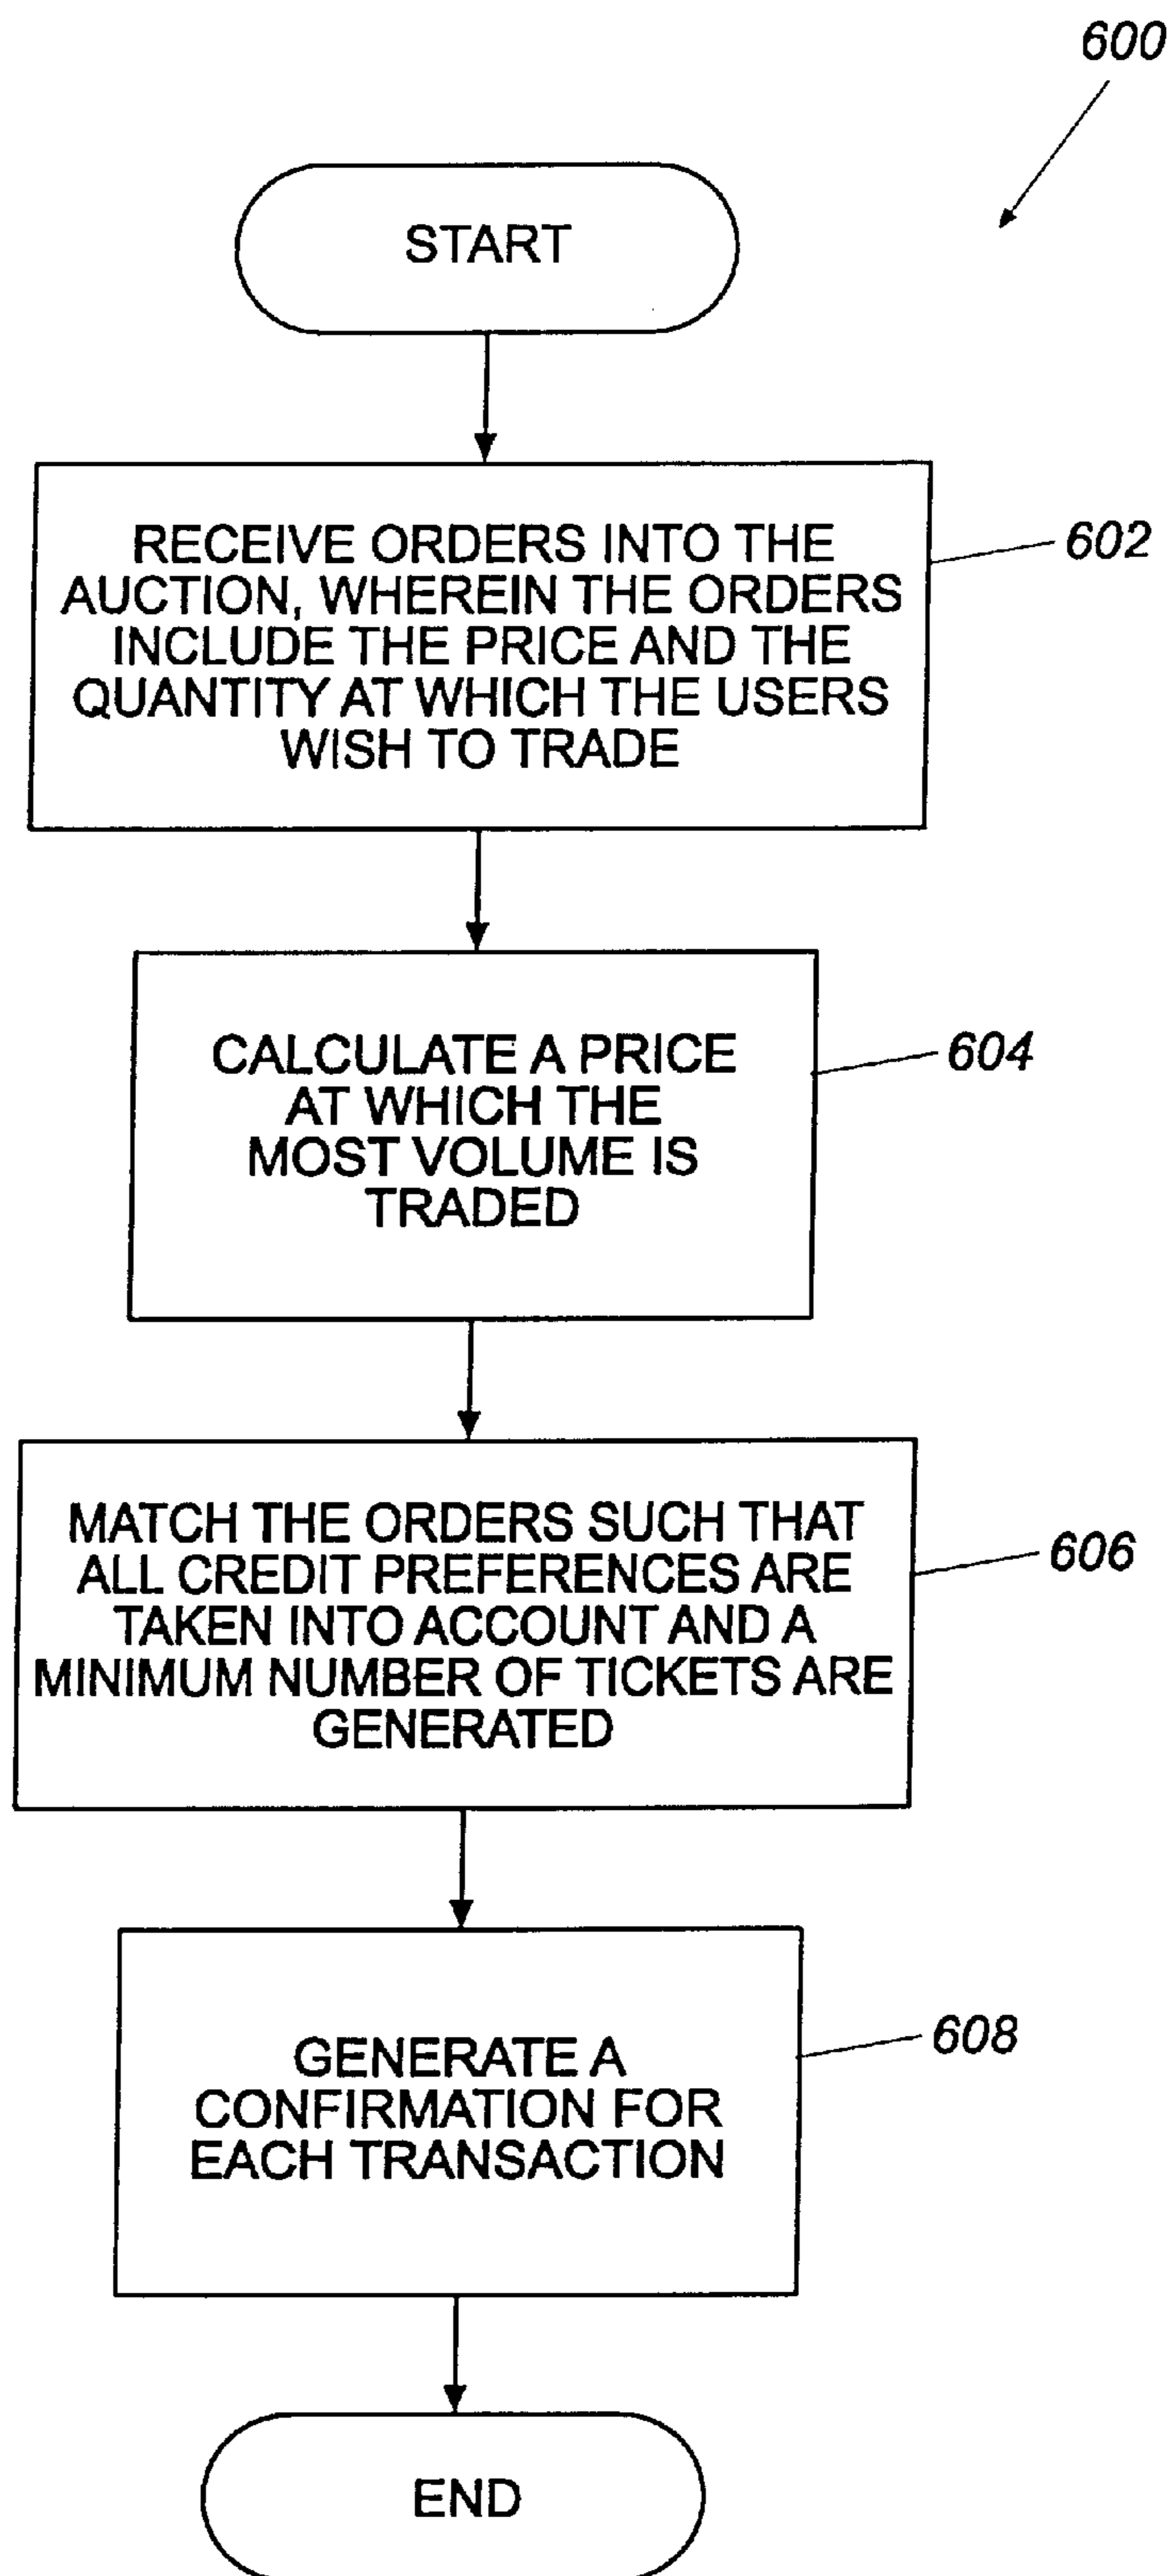 600
START
RECEIVE ORDERS INTO THE
AUCTION, WHEREIN THE ORDERS
INCLUDE THE PRICE AND THE
QUANTITY AT WHICH THE USERS
WISH TO TRADE
602
CALCULATE A PRICE
AT WHICH THE
MOST VOLUME IS
TRADED
604
MATCH THE ORDERS SUCH THAT
ALL CREDIT PREFERENCES ARE
TAKEN INTO ACCOUNT AND A
MINIMUM NUMBER OF TICKETS ARE
GENERATED
606
GENERATE A
CONFIRMATION FOR
EACH TRANSACTION
608
END